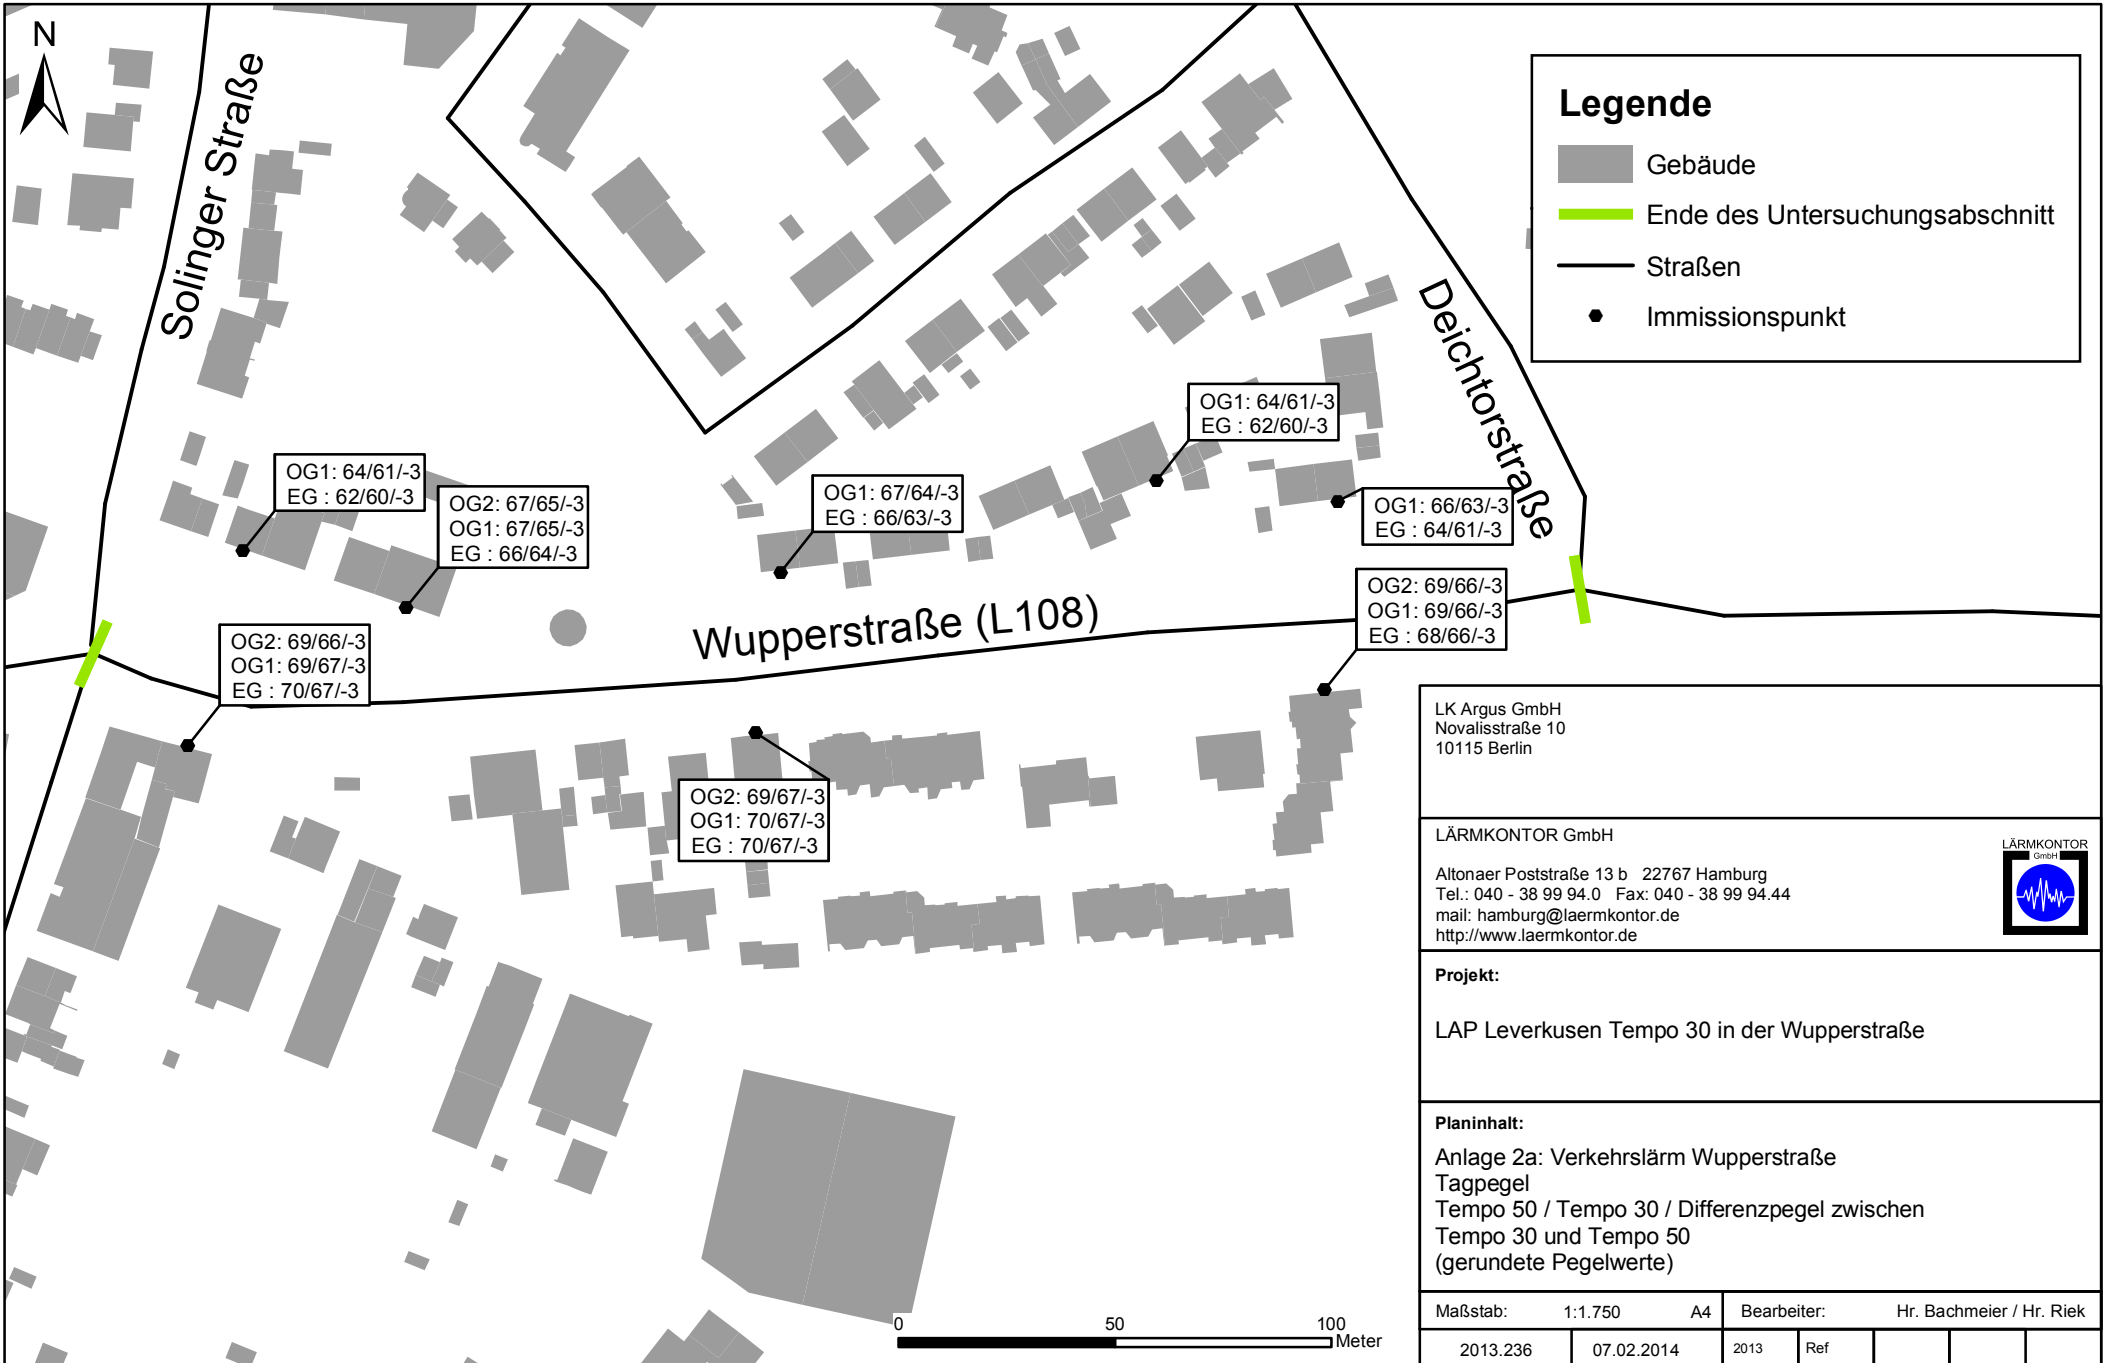 N
Solinger Straße
Deichtorstraße
Wupperstraße (L108)
Legende
Gebäude
Ende des Untersuchungsabschnitt
Straßen
Immissionspunkt
OG1: 64/61/-3
EG : 62/60/-3
OG1: 64/61/-3
EG : 62/60/-3
OG2: 67/65/-3
OG1: 67/65/-3
EG : 66/64/-3
OG1: 67/64/-3
EG : 66/63/-3
OG1: 66/63/-3
EG : 64/61/-3
OG2: 69/66/-3
OG1: 69/66/-3
EG : 68/66/-3
OG2: 69/66/-3
OG1: 69/67/-3
EG : 70/67/-3
OG2: 69/67/-3
OG1: 70/67/-3
EG : 70/67/-3
LK Argus GmbH
Novalisstraße 10
10115 Berlin
LÄRMKONTOR GmbH
Altonaer Poststraße 13 b 22767 Hamburg
Tel.: 040 - 38 99 94.0 Fax: 040 - 38 99 94.44
mail: hamburg@laermkontor.de
http://www.laermkontor.de
LÄRMKONTOR
GmbH
Projekt:
LAP Leverkusen Tempo 30 in der Wupperstraße
Planinhalt:
Anlage 2a: Verkehrslärm Wupperstraße
Tagpegel
Tempo 50 / Tempo 30 / Differenzpegel zwischen
Tempo 30 und Tempo 50
(gerundete Pegelwerte)
Maßstab: 1:1.750 A4 Bearbeiter: Hr. Bachmeier / Hr. Riek
2013.236 07.02.2014 2013 Ref
0 50 100
Meter